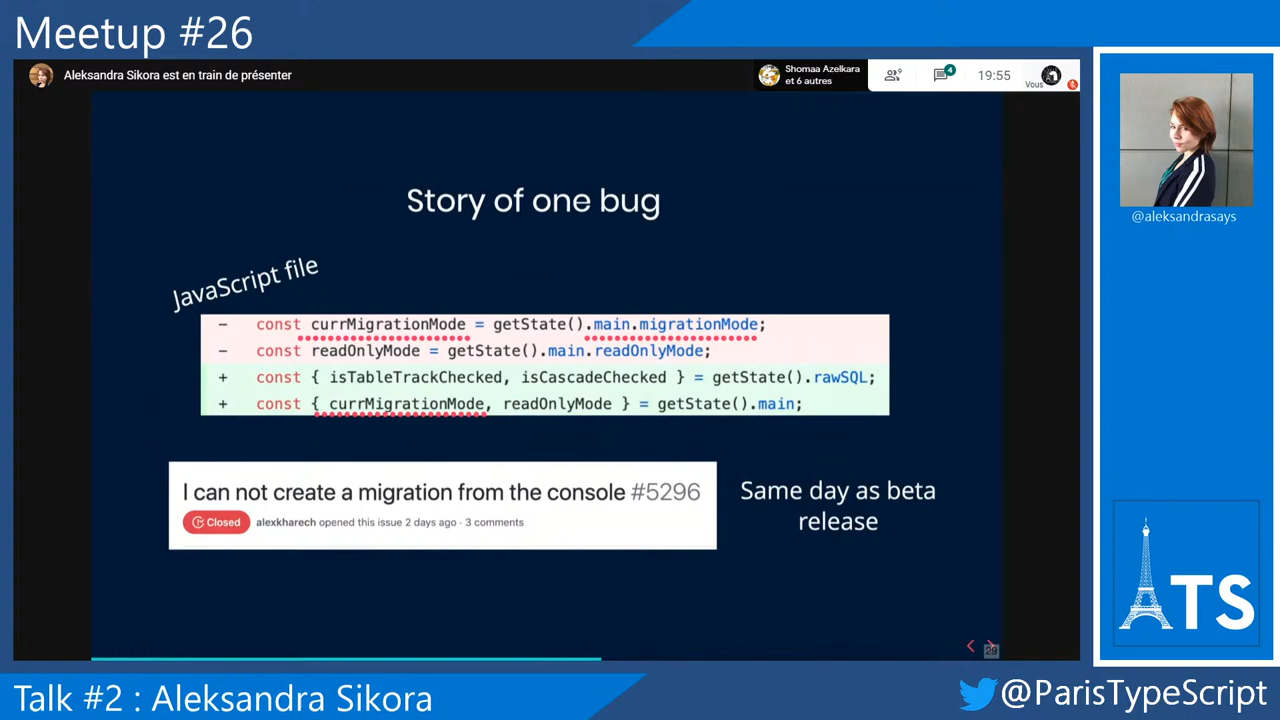 Meetup #26
Aleksandra Sikora est en train de présenter
Shomaa Azelkara
et 6 autres
9
4
19:55
Vous
@aleksandrasays
Story of one bug
JavaScript file
- const currMigrationMode = getState().main.migrationMode;
- const readOnlyMode = getState().main.readOnlyMode;
+ const { isTableTrackChecked, isCascadeChecked } = getState().rawSQL;
+ const { currMigrationMode, readOnlyMode } = getState().main;
I can not create a migration from the console #5296
Closed alexkharech opened this issue 2 days ago · 3 comments
Same day as beta
release
TS
Talk #2 : Aleksandra Sikora
@ParisTypeScript